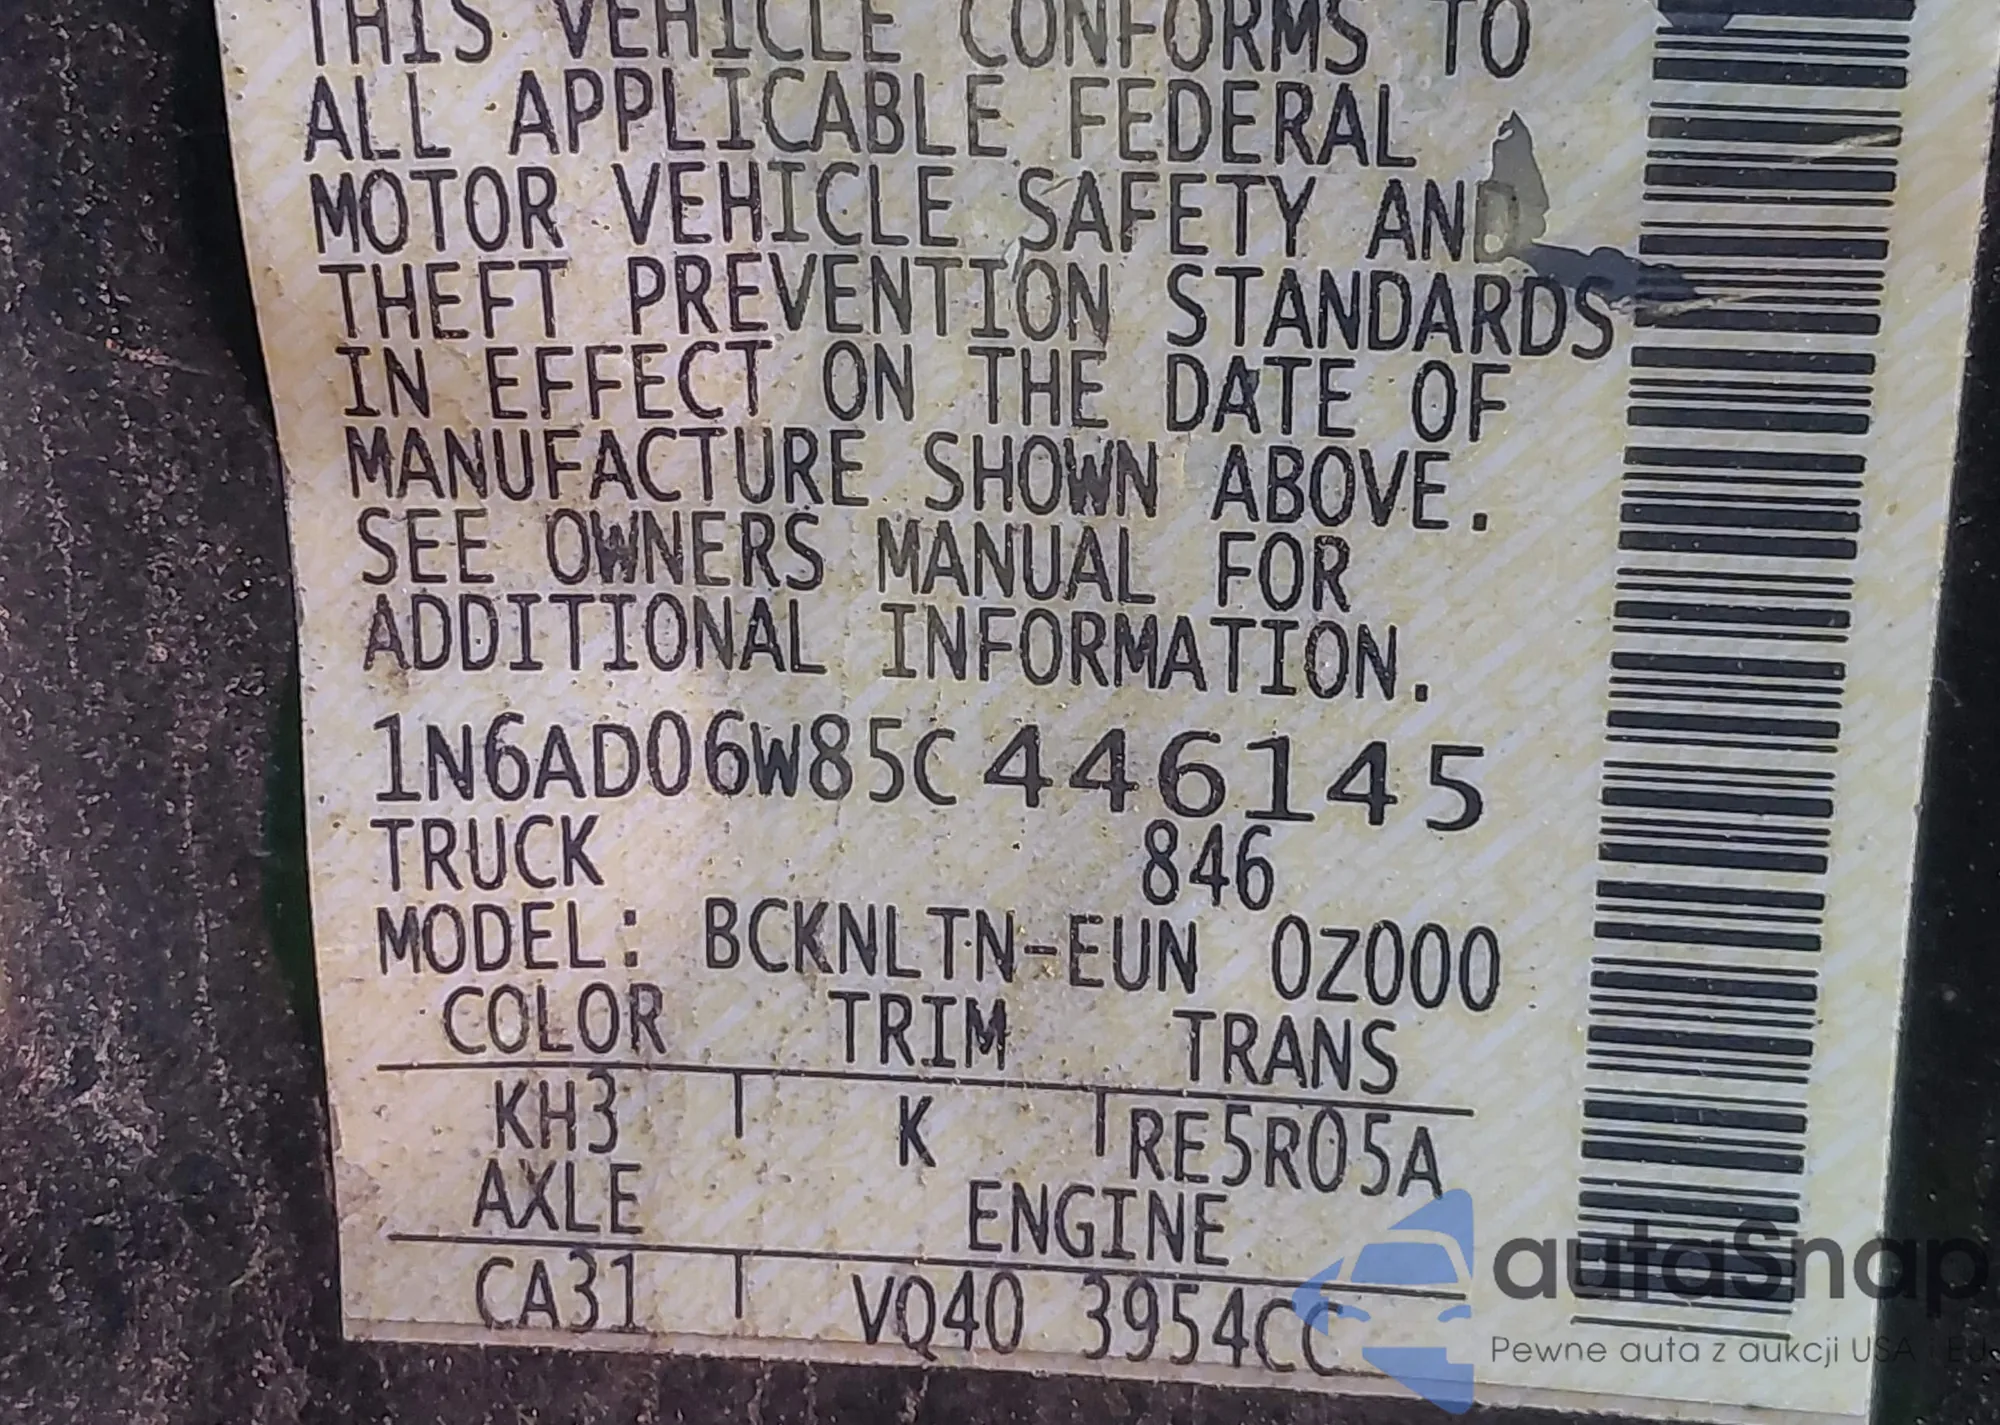 THIS VEHICLE CONFORMS TO
ALL APPLICABLE FEDERAL
MOTOR VEHICLE SAFETY AND
THEFT PREVENTION STANDARDS
IN EFFECT ON THE DATE OF
MANUFACTURE SHOWN ABOVE.
SEE OWNERS MANUAL FOR
ADDITIONAL INFORMATION.
1N6AD06W85C446145
TRUCK 846
MODEL: BCKNLTN-EUN 0Z000
COLOR TRIM TRANS
KH3 K RE5R05A
AXLE ENGINE
CA31 VQ40 3954CC
autaSnap
Pewne auta z aukcji USA i